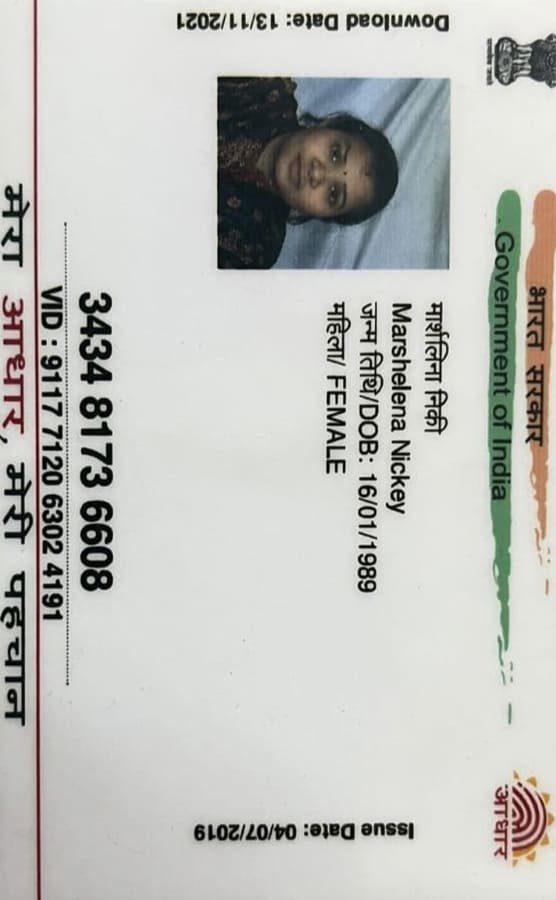 भारत सरकार
Government of India
Download Date: 13/11/2021
मार्शलिना निकी
Marshelena Nickey
जन्म तिथि/DOB: 16/01/1989
महिला/ FEMALE
Issue Date: 04/07/2019
3434 8173 6608
VID : 9117 7120 6302 4191
मेरा आधार, मेरी पहचान
आधार